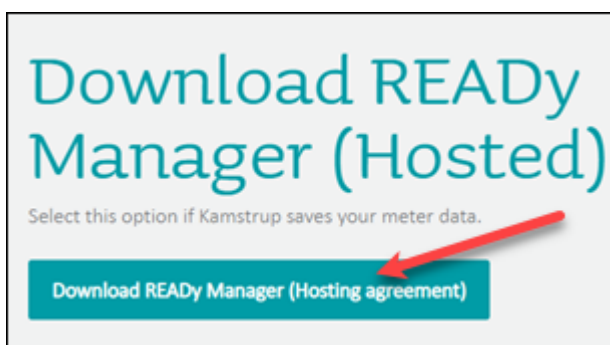 Download READy
Manager (Hosted)
Select this option if Kamstrup saves your meter data.
Download READy Manager (Hosting agreement)